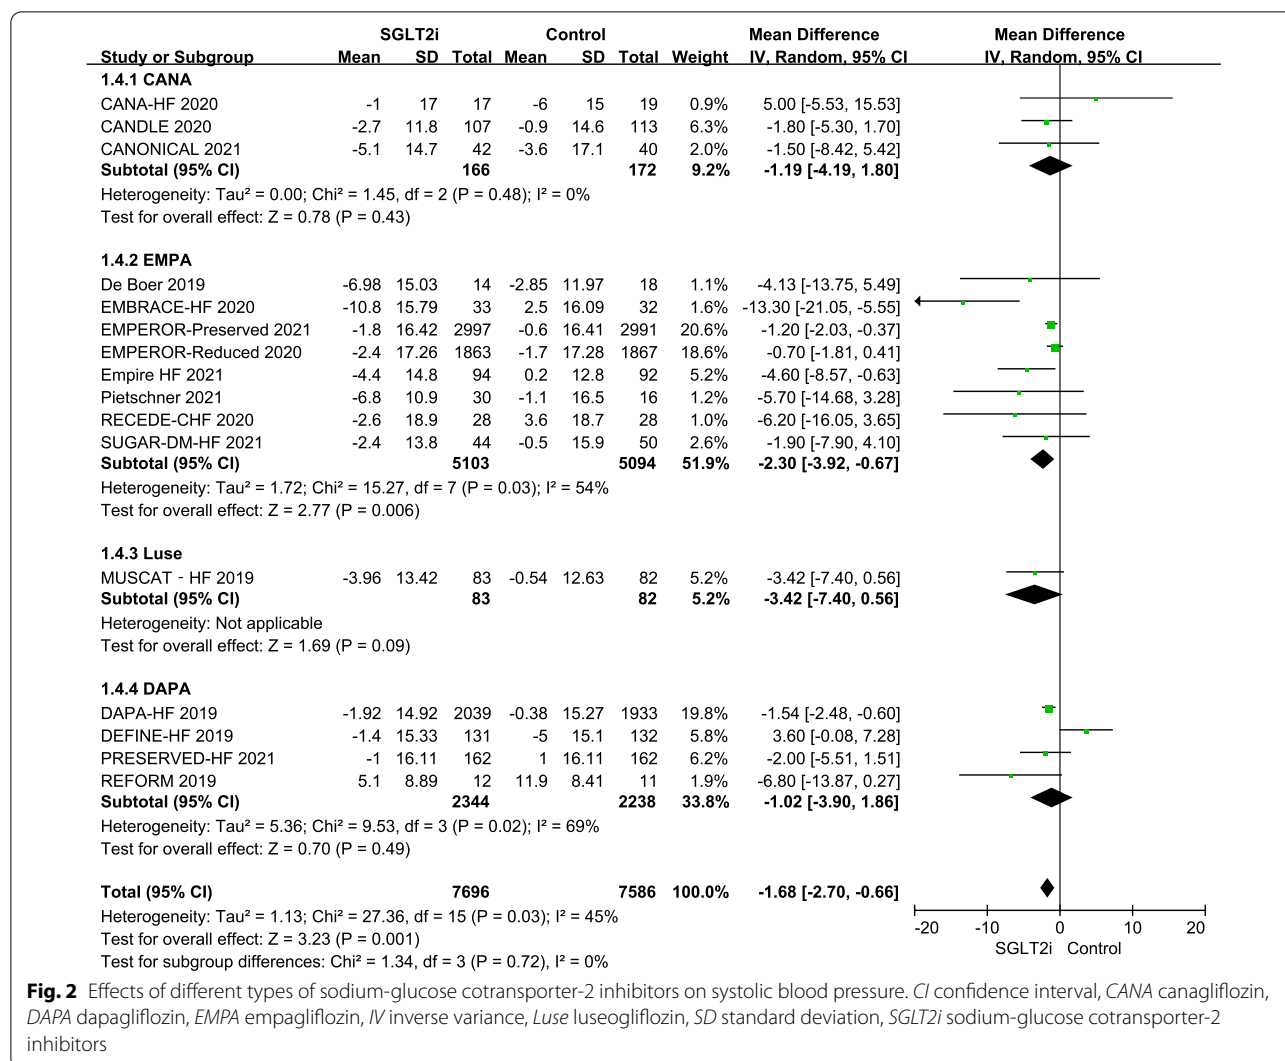 SGLT2i Control Mean Difference Mean Difference
Study or Subgroup Mean SD Total Mean SD Total Weight IV, Random, 95% CI IV, Random, 95% CI
1.4.1 CANA
CANA-HF 2020 -1 17 17 -6 15 19 0.9% 5.00 [-5.53, 15.53]
CANDLE 2020 -2.7 11.8 107 -0.9 14.6 113 6.3% -1.80 [-5.30, 1.70]
CANONICAL 2021 -5.1 14.7 42 -3.6 17.1 40 2.0% -1.50 [-8.42, 5.42]
Subtotal (95% CI) 166 172 9.2% -1.19 [-4.19, 1.80]
Heterogeneity: Tau² = 0.00; Chi² = 1.45, df = 2 (P = 0.48); I² = 0%
Test for overall effect: Z = 0.78 (P = 0.43)
1.4.2 EMPA
De Boer 2019 -6.98 15.03 14 -2.85 11.97 18 1.1% -4.13 [-13.75, 5.49]
EMBRACE-HF 2020 -10.8 15.79 33 2.5 16.09 32 1.6% -13.30 [-21.05, -5.55]
EMPEROR-Preserved 2021 -1.8 16.42 2997 -0.6 16.41 2991 20.6% -1.20 [-2.03, -0.37]
EMPEROR-Reduced 2020 -2.4 17.26 1863 -1.7 17.28 1867 18.6% -0.70 [-1.81, 0.41]
Empire HF 2021 -4.4 14.8 94 0.2 12.8 92 5.2% -4.60 [-8.57, -0.63]
Pietschner 2021 -6.8 10.9 30 -1.1 16.5 16 1.2% -5.70 [-14.68, 3.28]
RECEDE-CHF 2020 -2.6 18.9 28 3.6 18.7 28 1.0% -6.20 [-16.05, 3.65]
SUGAR-DM-HF 2021 -2.4 13.8 44 -0.5 15.9 50 2.6% -1.90 [-7.90, 4.10]
Subtotal (95% CI) 5103 5094 51.9% -2.30 [-3.92, -0.67]
Heterogeneity: Tau² = 1.72; Chi² = 15.27, df = 7 (P = 0.03); I² = 54%
Test for overall effect: Z = 2.77 (P = 0.006)
1.4.3 Luse
MUSCAT‐HF 2019 -3.96 13.42 83 -0.54 12.63 82 5.2% -3.42 [-7.40, 0.56]
Subtotal (95% CI) 83 82 5.2% -3.42 [-7.40, 0.56]
Heterogeneity: Not applicable
Test for overall effect: Z = 1.69 (P = 0.09)
1.4.4 DAPA
DAPA-HF 2019 -1.92 14.92 2039 -0.38 15.27 1933 19.8% -1.54 [-2.48, -0.60]
DEFINE-HF 2019 -1.4 15.33 131 -5 15.1 132 5.8% 3.60 [-0.08, 7.28]
PRESERVED-HF 2021 -1 16.11 162 1 16.11 162 6.2% -2.00 [-5.51, 1.51]
REFORM 2019 5.1 8.89 12 11.9 8.41 11 1.9% -6.80 [-13.87, 0.27]
Subtotal (95% CI) 2344 2238 33.8% -1.02 [-3.90, 1.86]
Heterogeneity: Tau² = 5.36; Chi² = 9.53, df = 3 (P = 0.02); I² = 69%
Test for overall effect: Z = 0.70 (P = 0.49)
Total (95% CI) 7696 7586 100.0% -1.68 [-2.70, -0.66]
Heterogeneity: Tau² = 1.13; Chi² = 27.36, df = 15 (P = 0.03); I² = 45%
Test for overall effect: Z = 3.23 (P = 0.001)
Test for subgroup differences: Chi² = 1.34, df = 3 (P = 0.72), I² = 0%
-20 -10 0 10 20
SGLT2i Control
Fig. 2 Effects of different types of sodium-glucose cotransporter-2 inhibitors on systolic blood pressure. CI confidence interval, CANA canagliflozin,
DAPA dapagliflozin, EMPA empagliflozin, IV inverse variance, Luse luseogliflozin, SD standard deviation, SGLT2i sodium-glucose cotransporter-2
inhibitors